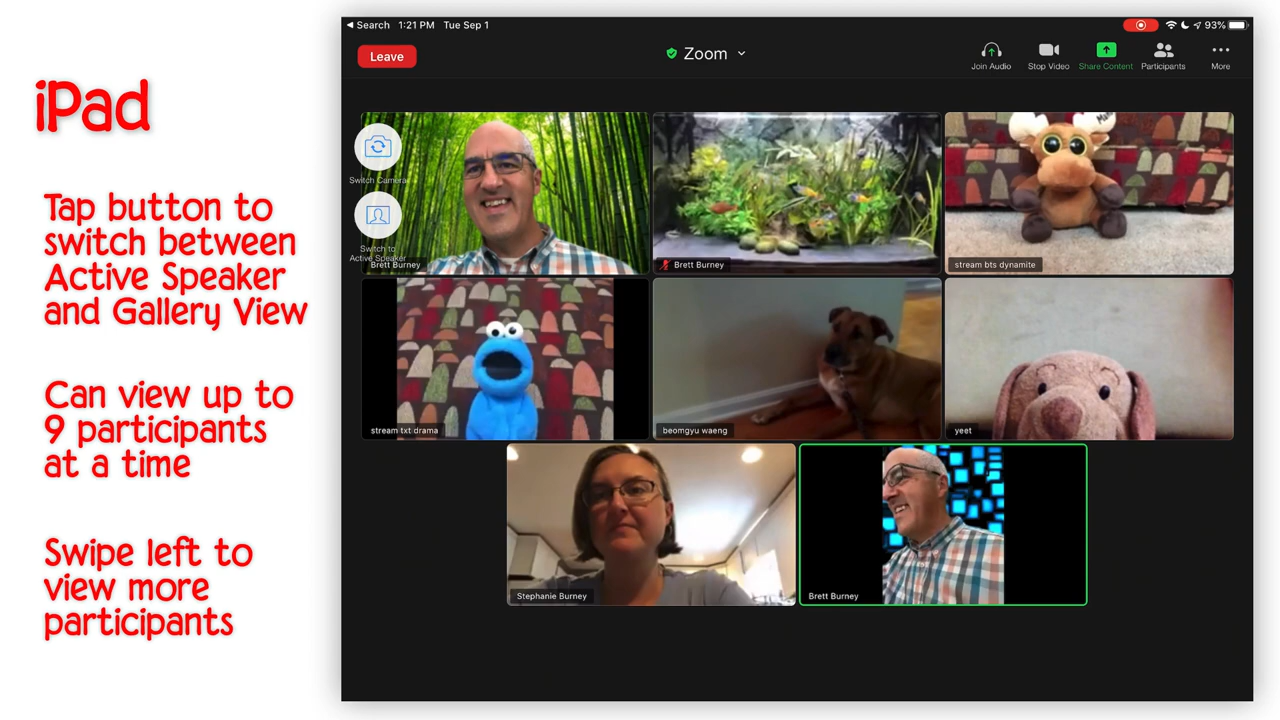 iPad
Tap button to
switch between
Active Speaker
and Gallery View
Can view up to
9 participants
at a time
Swipe left to
view more
participants
Search 1:21 PM Tue Sep 1
93%
Leave
Zoom
Join Audio
Stop Video
Share Content
Participants
More
Switch Camera
Switch to
Active Speaker
Brett Burney
Brett Burney
stream bts dynamite
stream txt drama
beomgyu waeng
yeet
Stephanie Burney
Brett Burney